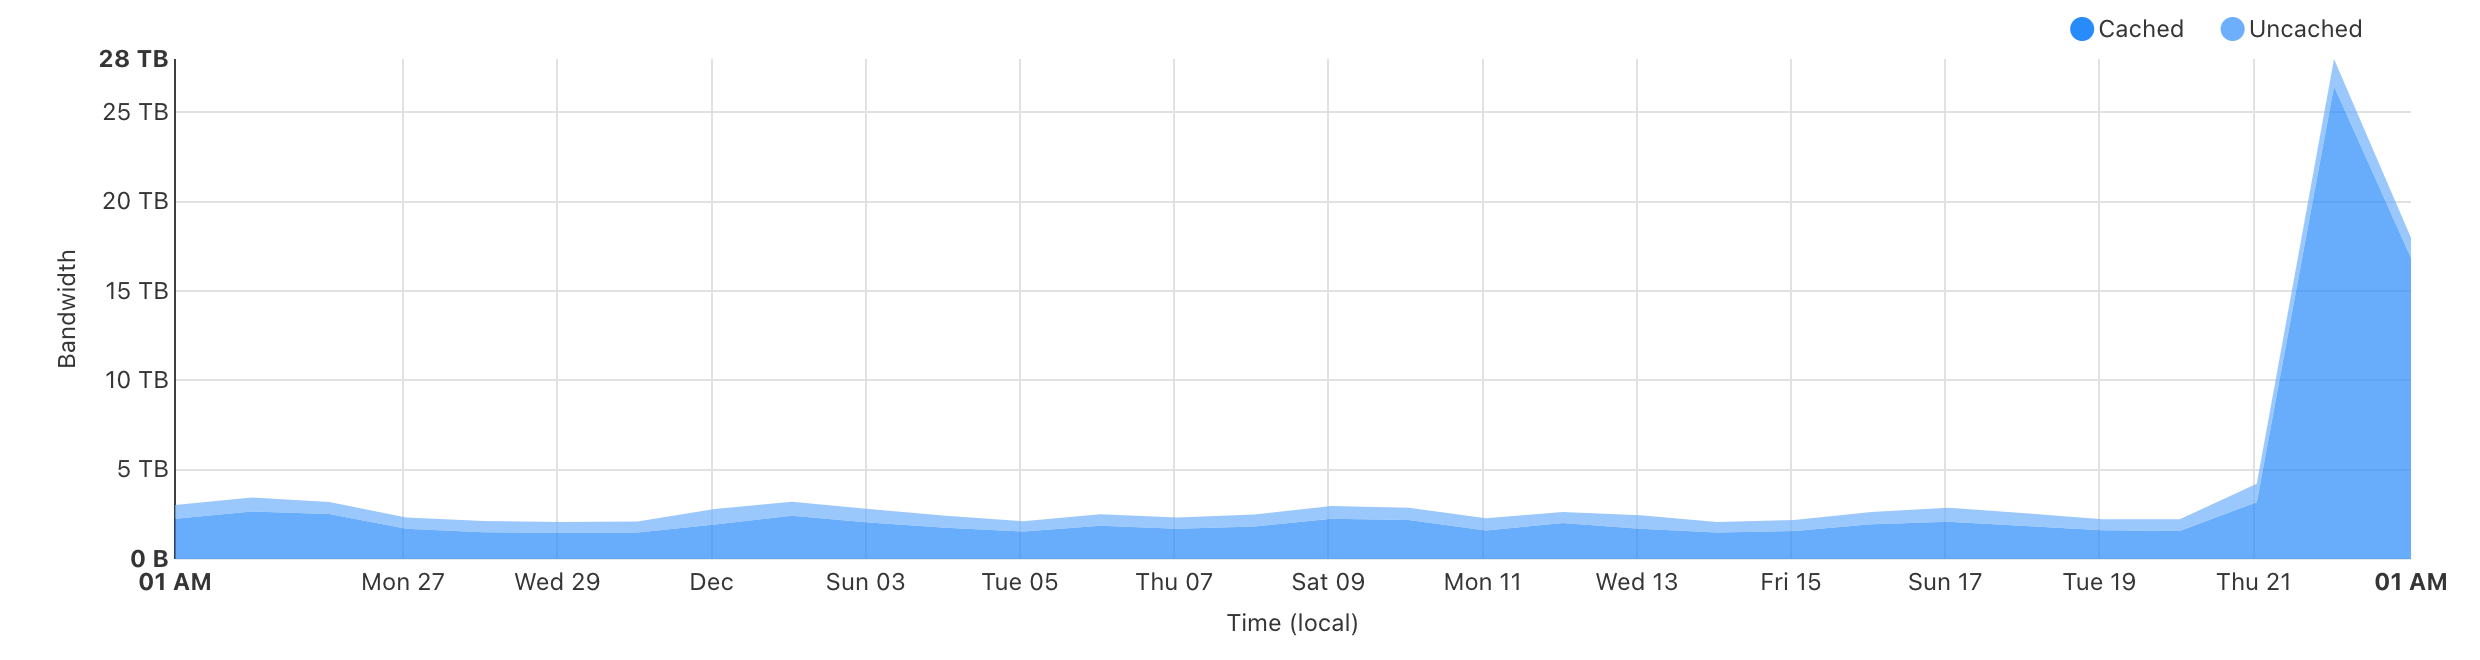 Cached Uncached
28 TB
25 TB
20 TB
15 TB
10 TB
5 TB
0 B
Bandwidth
01 AM Mon 27 Wed 29 Dec Sun 03 Tue 05 Thu 07 Sat 09 Mon 11 Wed 13 Fri 15 Sun 17 Tue 19 Thu 21 01 AM
Time (local)